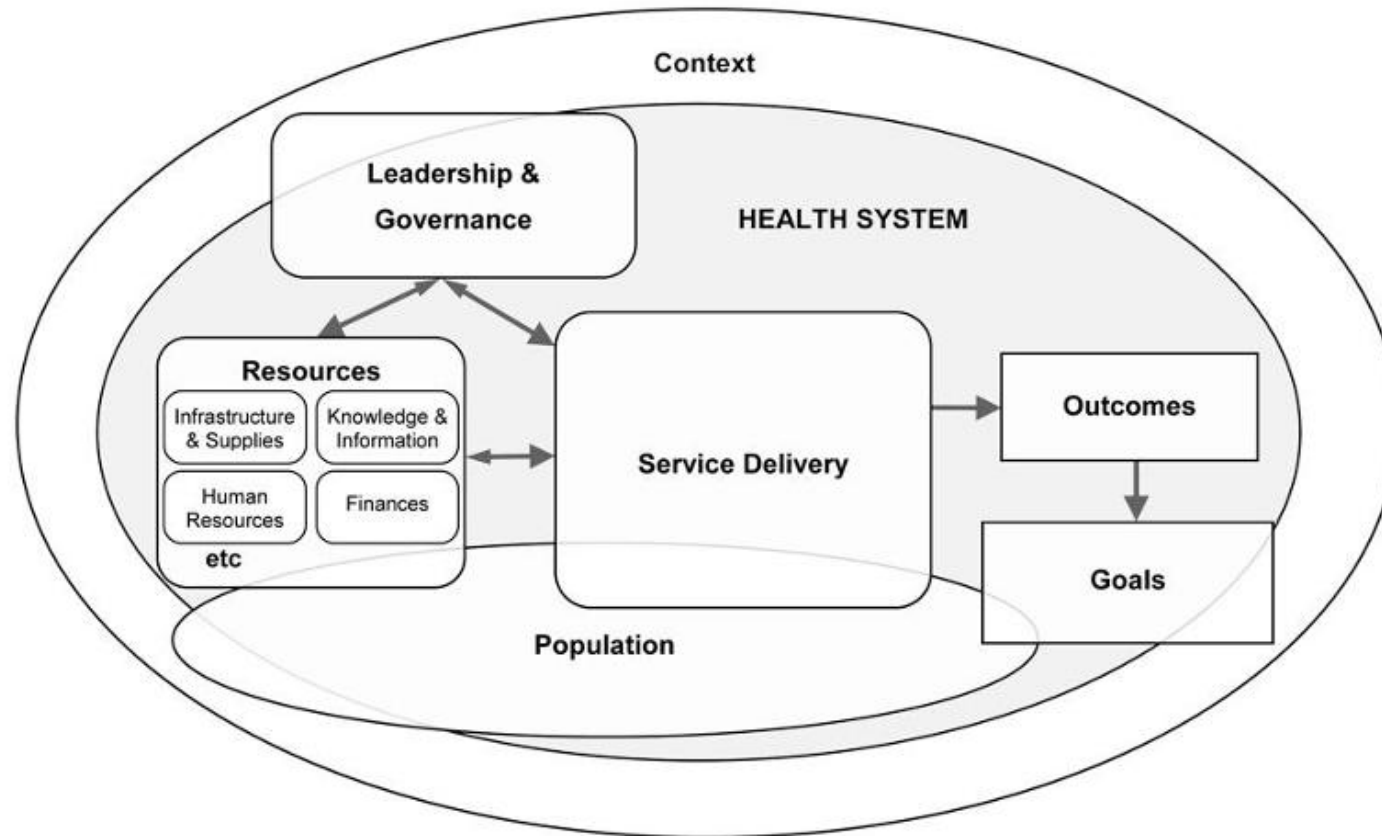 Context
Leadership &
Governance
HEALTH SYSTEM
Resources
Infrastructure
& Supplies
Knowledge &
Information
Human
Resources
Finances
etc
Service Delivery
Outcomes
Goals
Population